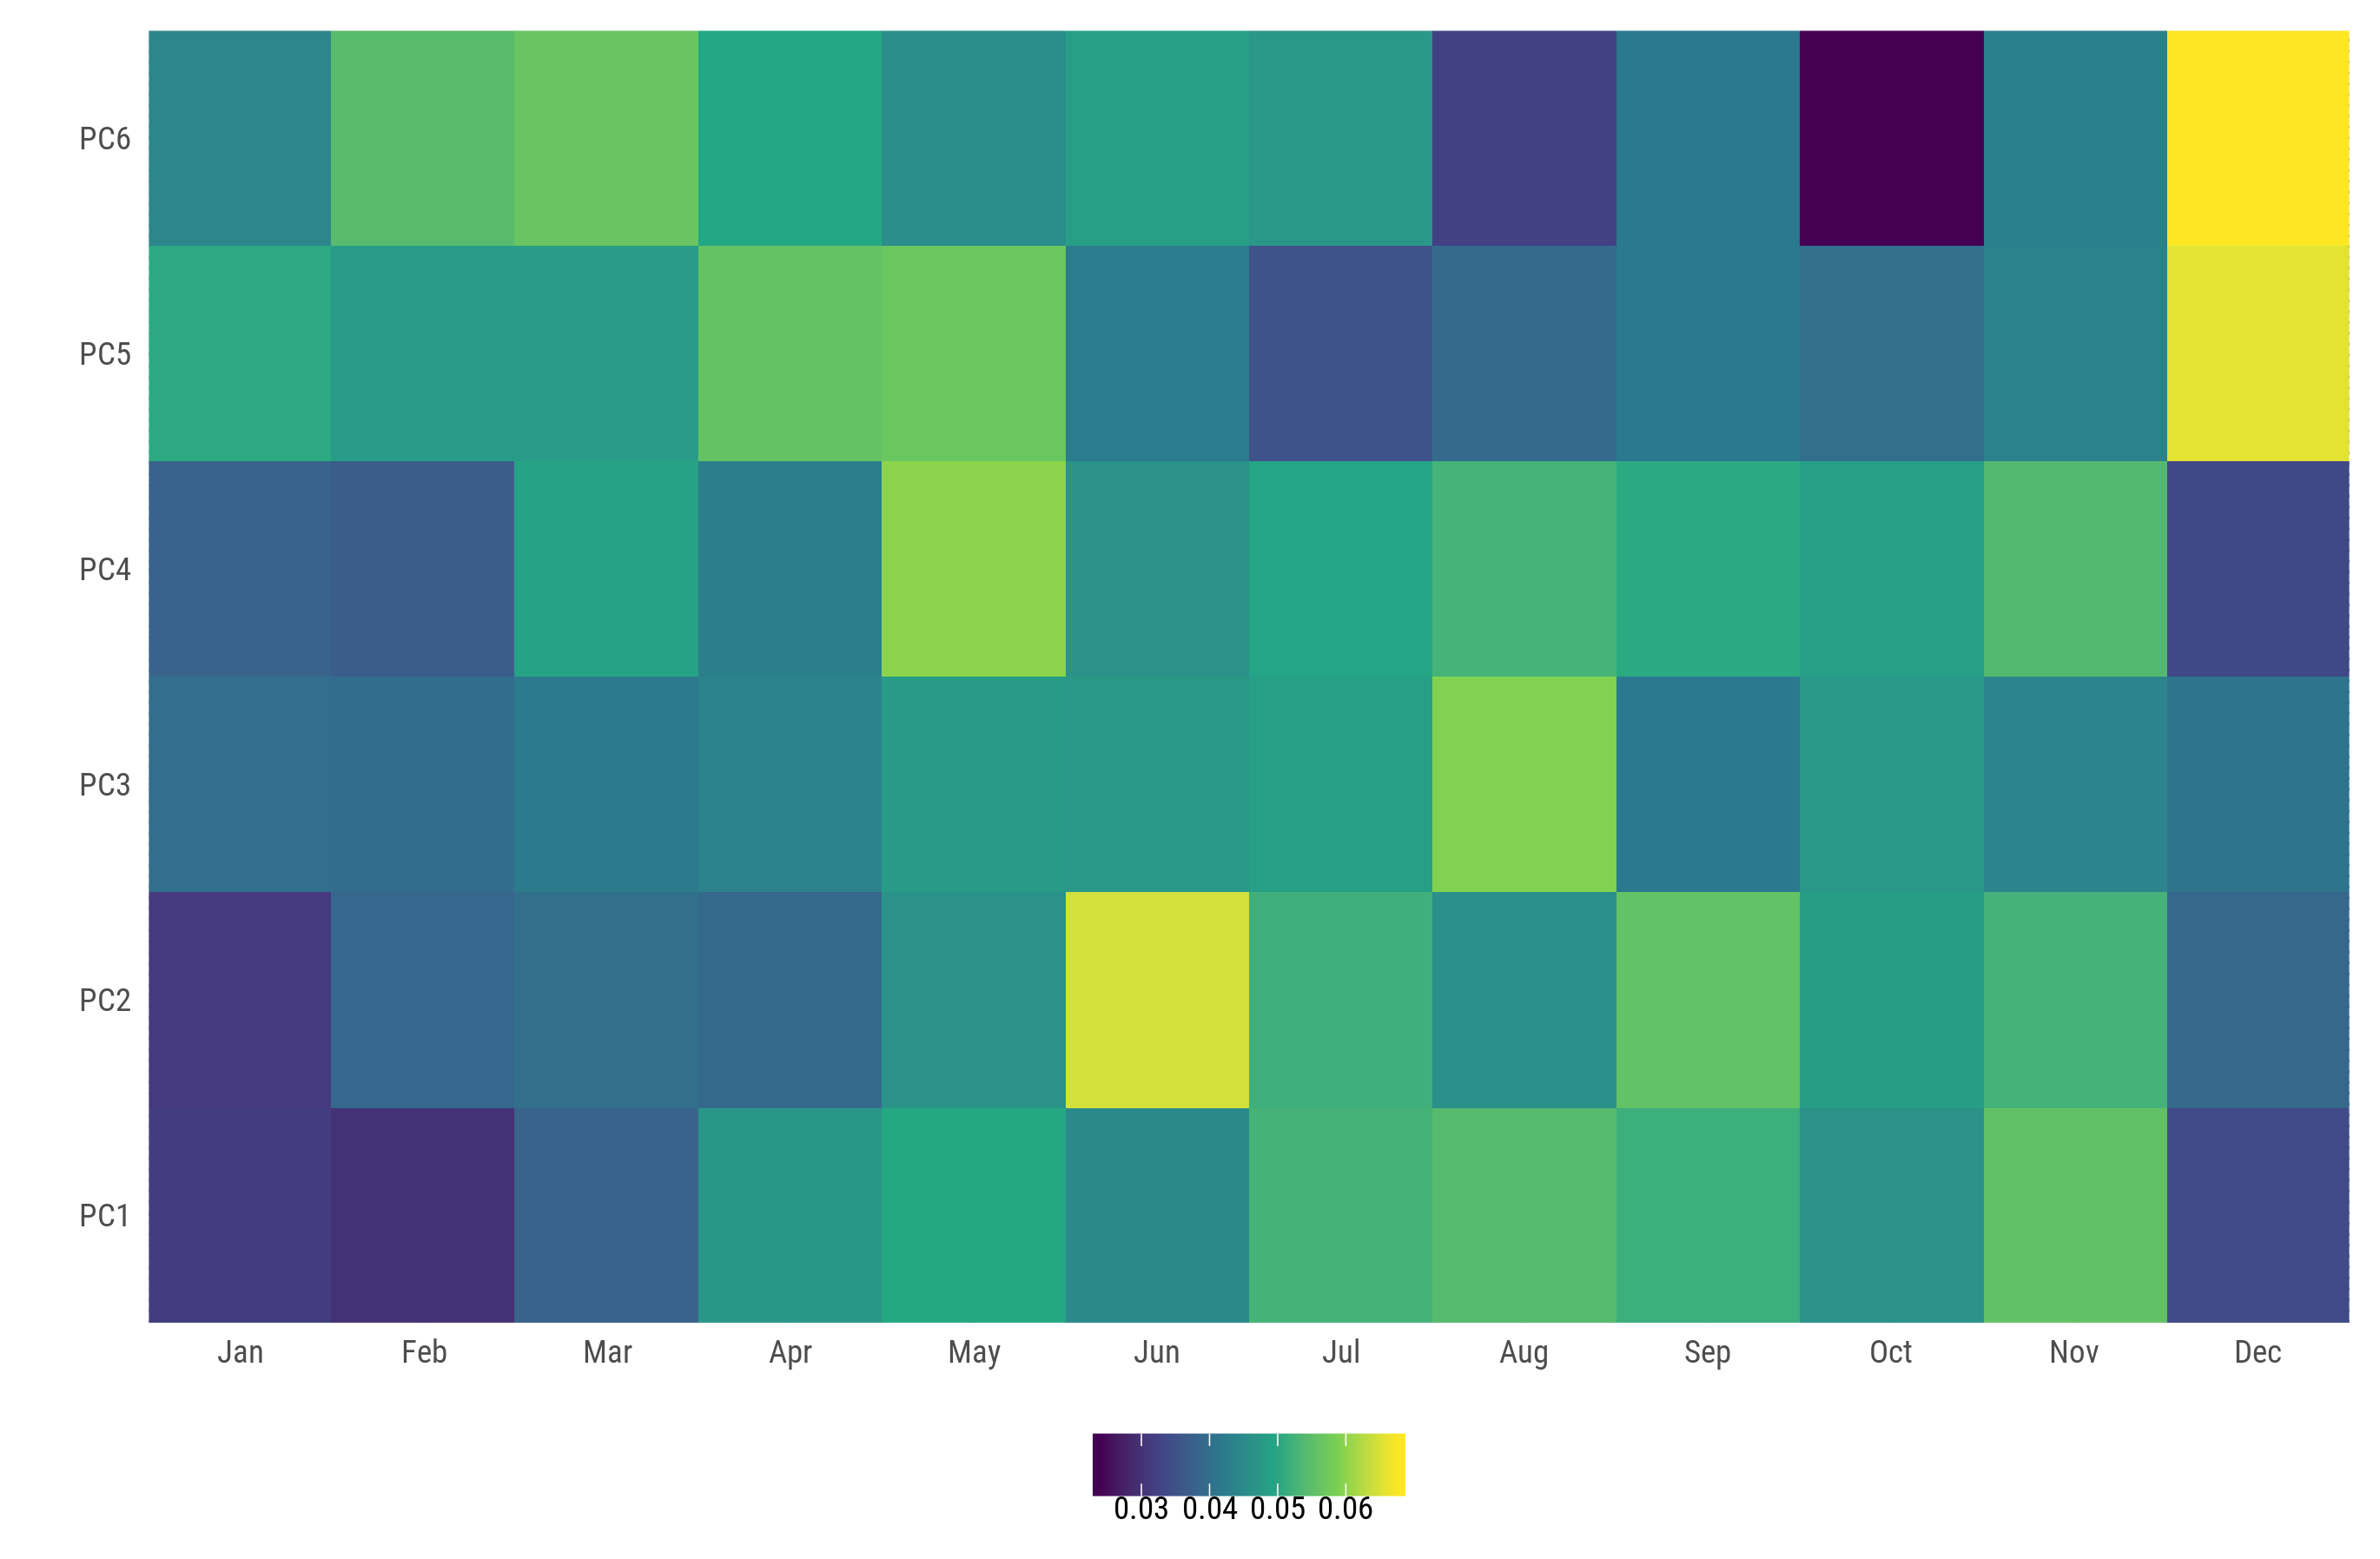 PC6
PC5
PC4
PC3
PC2
PC1
Jan Feb Mar Apr May Jun Jul Aug Sep Oct Nov Dec
0.03 0.04 0.05 0.06